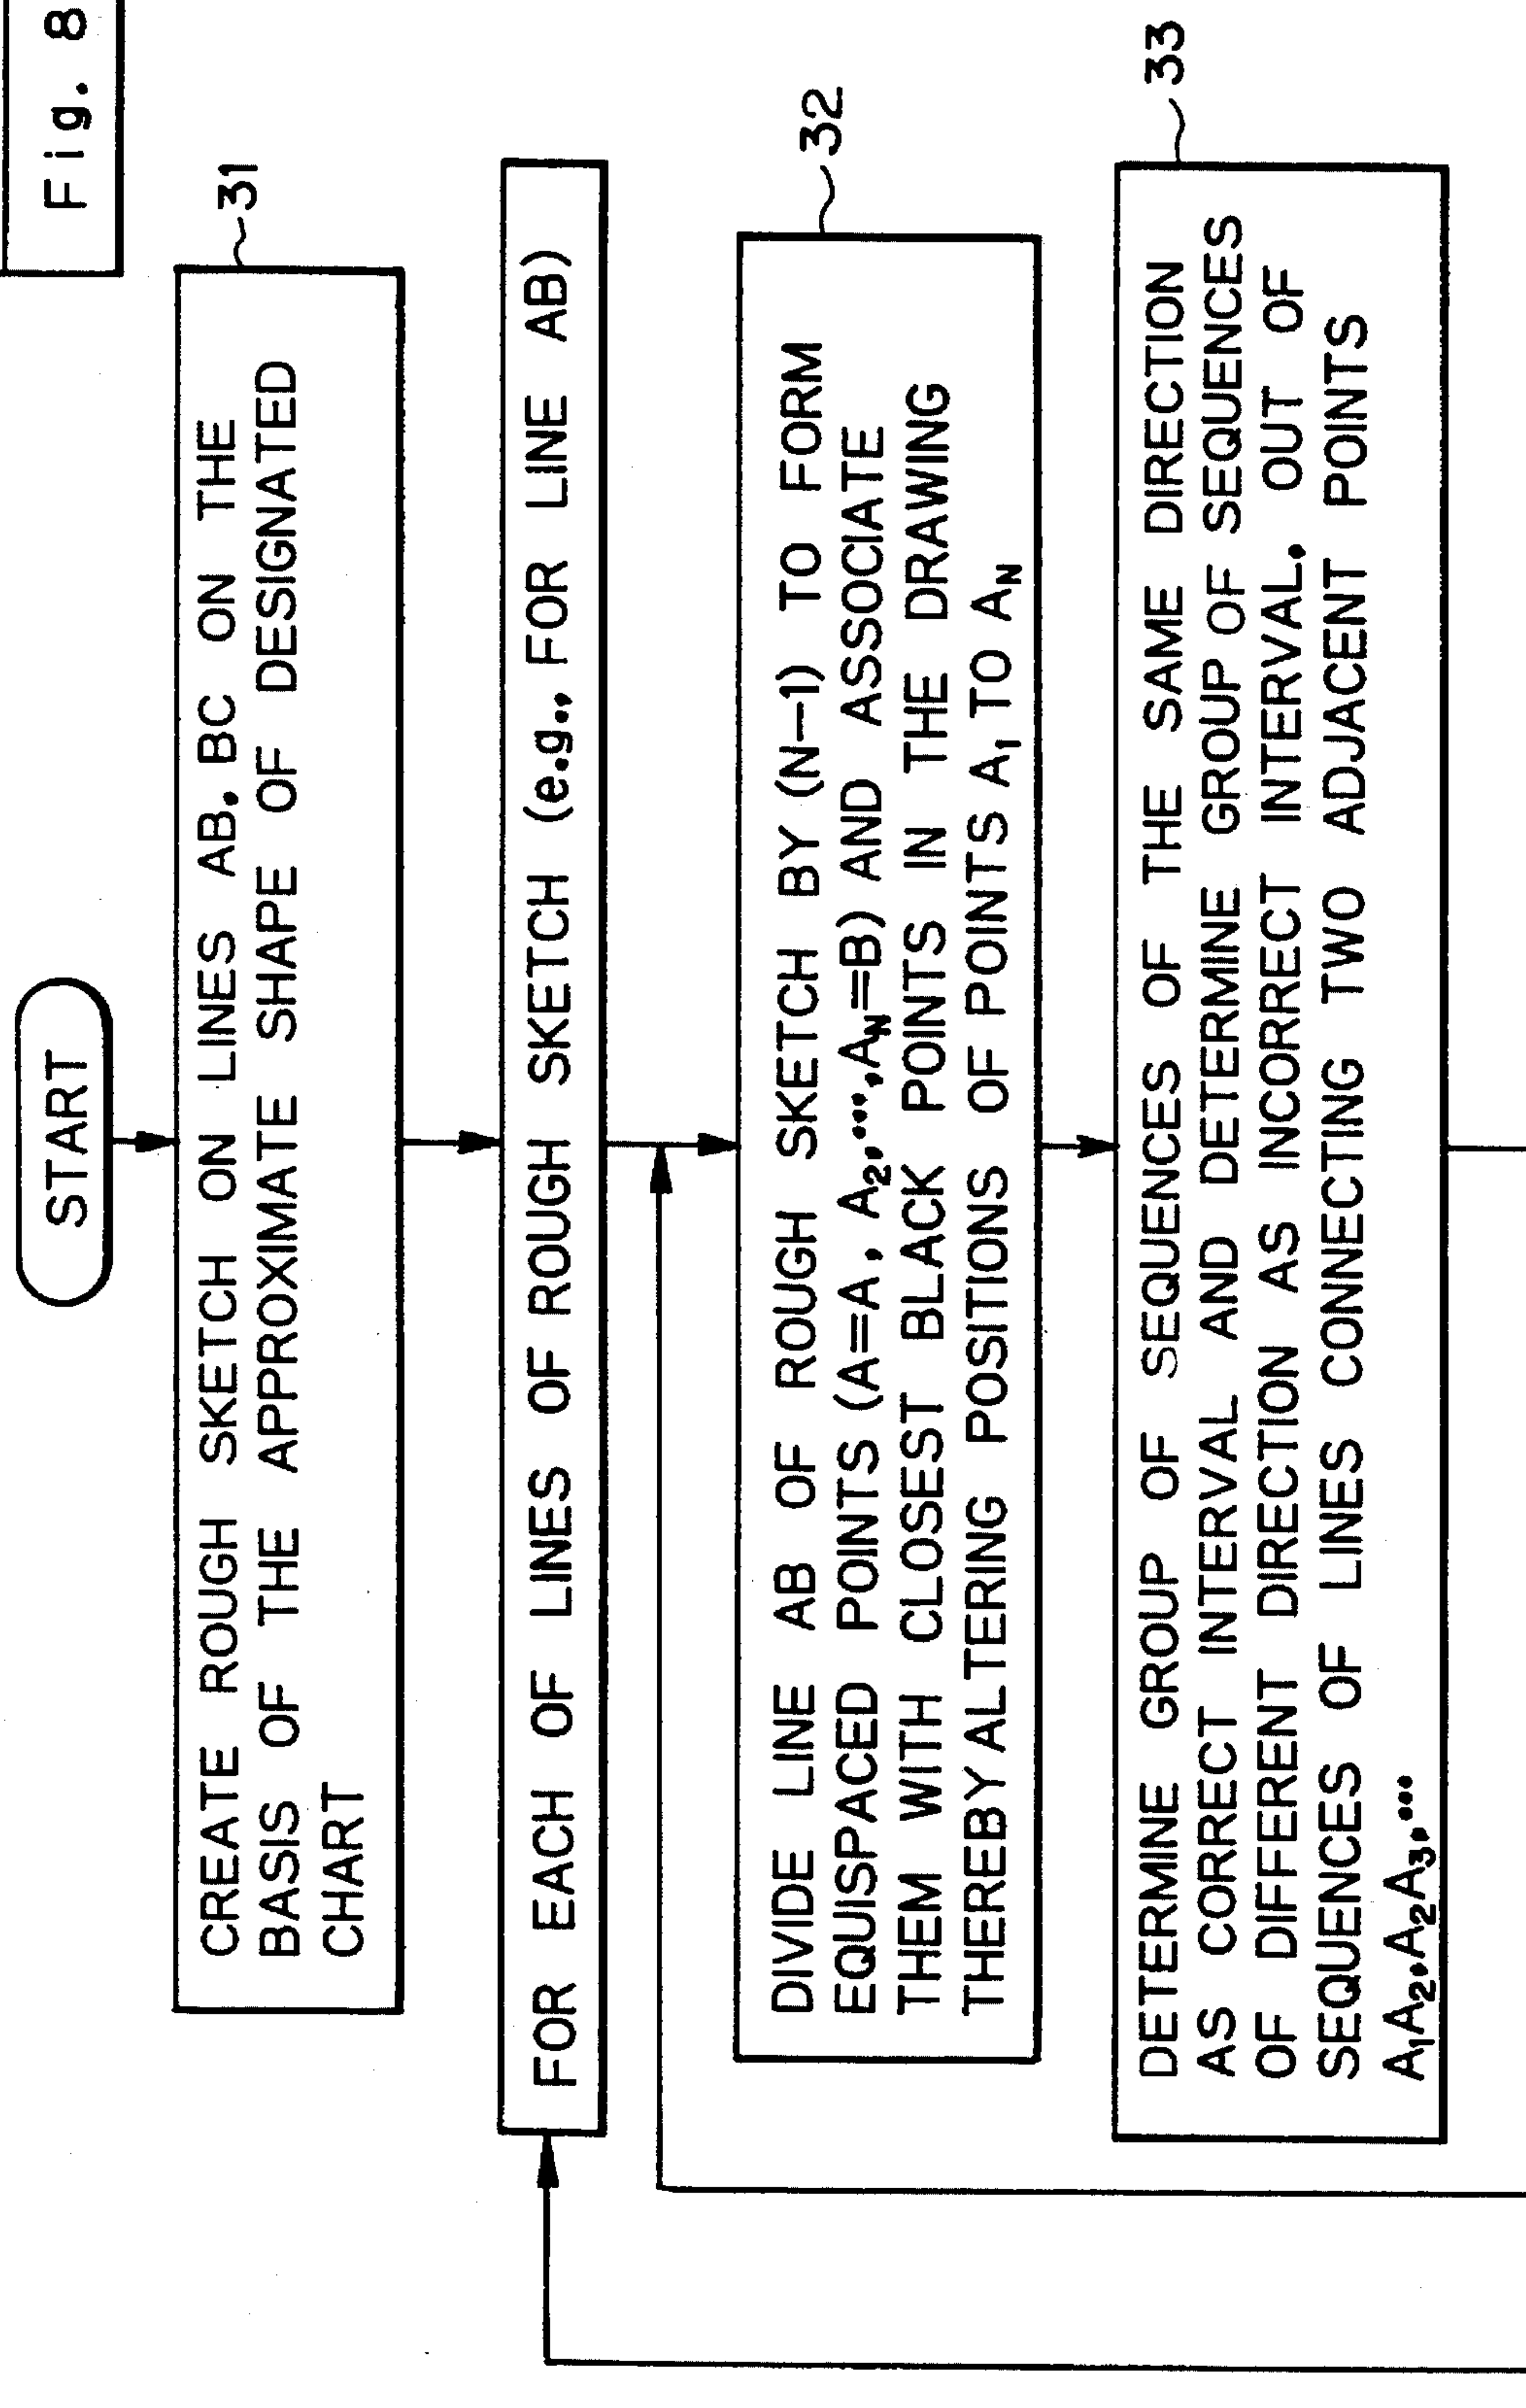 Fig. 8
START
31
CREATE ROUGH SKETCH ON LINES AB, BC ON THE
BASIS OF THE APPROXIMATE SHAPE OF DESIGNATED
CHART
FOR EACH OF LINES OF ROUGH SKETCH (e.g., FOR LINE AB)
32
DIVIDE LINE AB OF ROUGH SKETCH BY (N-1) TO FORM
EQUISPACED POINTS (A=A, A₂,...,A_N=B) AND ASSOCIATE
THEM WITH CLOSEST BLACK POINTS IN THE DRAWING
THEREBY ALTERING POSITIONS OF POINTS A₁ TO A_N
33
DETERMINE GROUP OF SEQUENCES OF THE SAME DIRECTION
AS CORRECT INTERVAL AND DETERMINE GROUP OF SEQUENCES
OF DIFFERENT DIRECTION AS INCORRECT INTERVAL. OUT OF
SEQUENCES OF LINES CONNECTING TWO ADJACENT POINTS
A₁A₂,A₂A₃,...